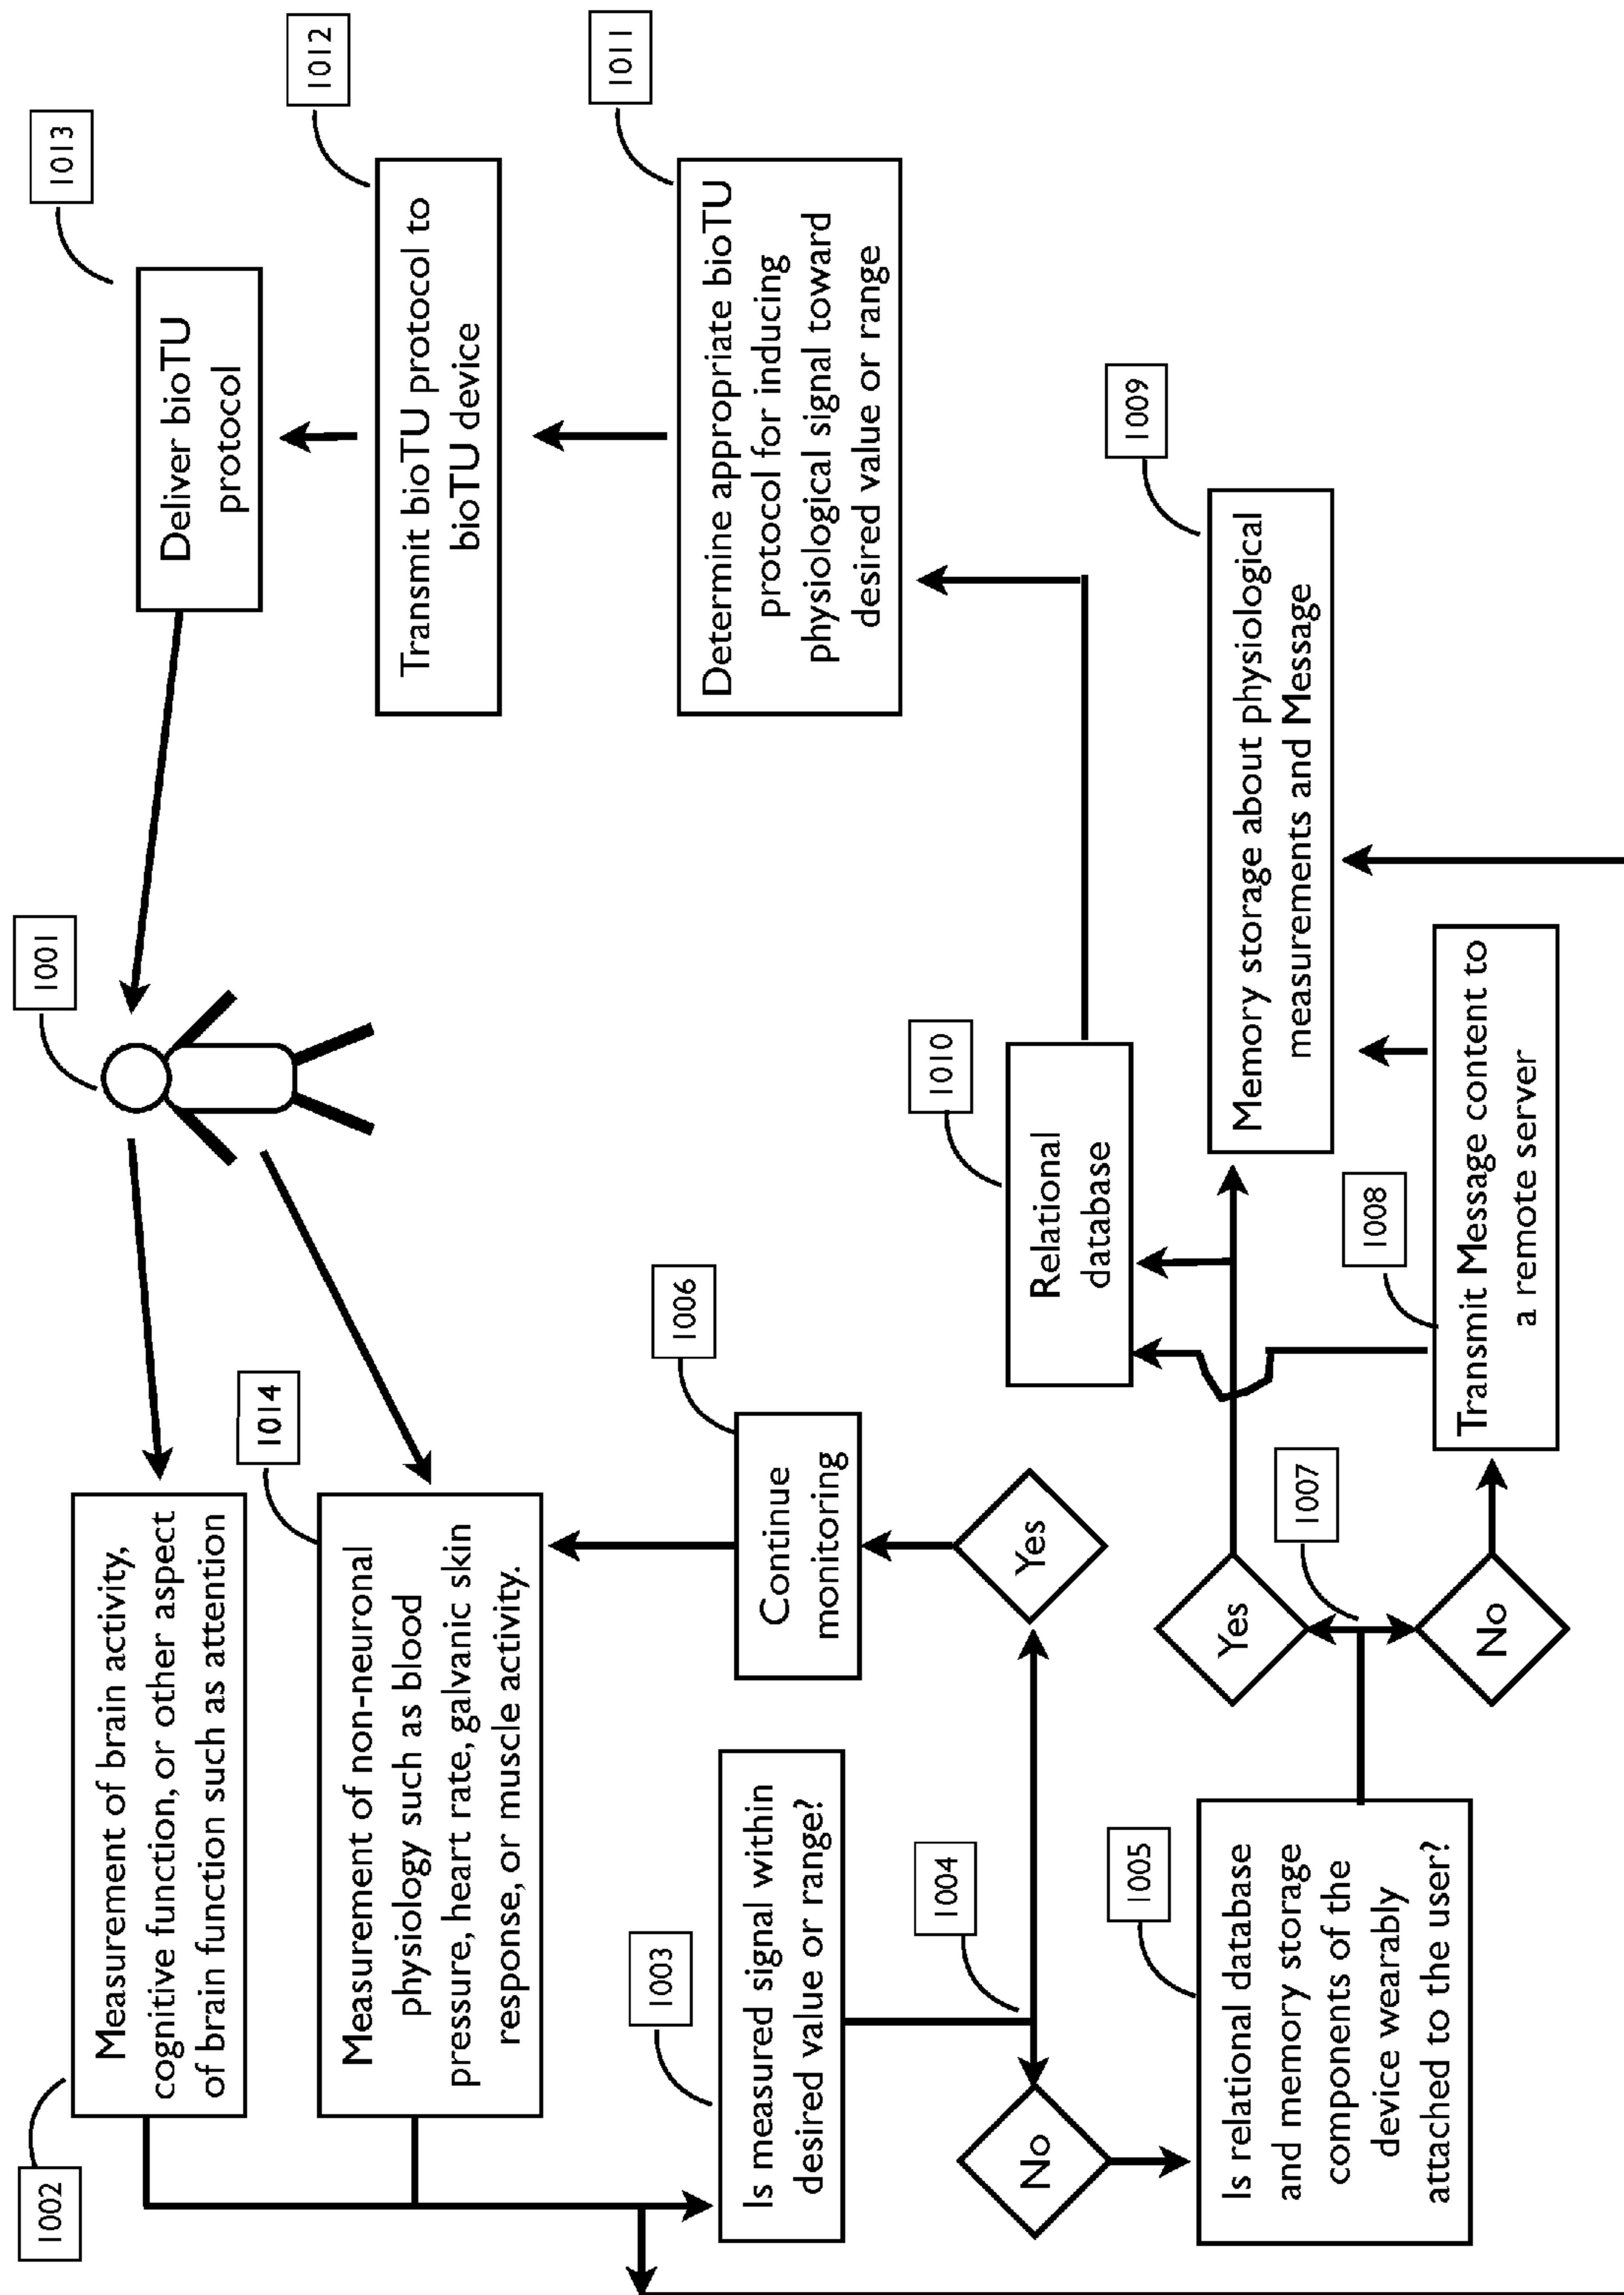 1002
Measurement of brain activity,
cognitive function, or other aspect
of brain function such as attention
1014
Measurement of non-neuronal
physiology such as blood
pressure, heart rate, galvanic skin
response, or muscle activity.
1001
1013
Deliver bioTU
protocol
1012
Transmit bioTU protocol to
bioTU device
1011
Determine appropriate bioTU
protocol for inducing
physiological signal toward
desired value or range
1003
Is measured signal within
desired value or range?
1006
Continue
monitoring
1004
No
Yes
1005
Is relational database
and memory storage
components of the
device wearably
attached to the user?
1007
Yes
No
1010
Relational
database
1009
Memory storage about physiological
measurements and Message
1008
Transmit Message content to
a remote server